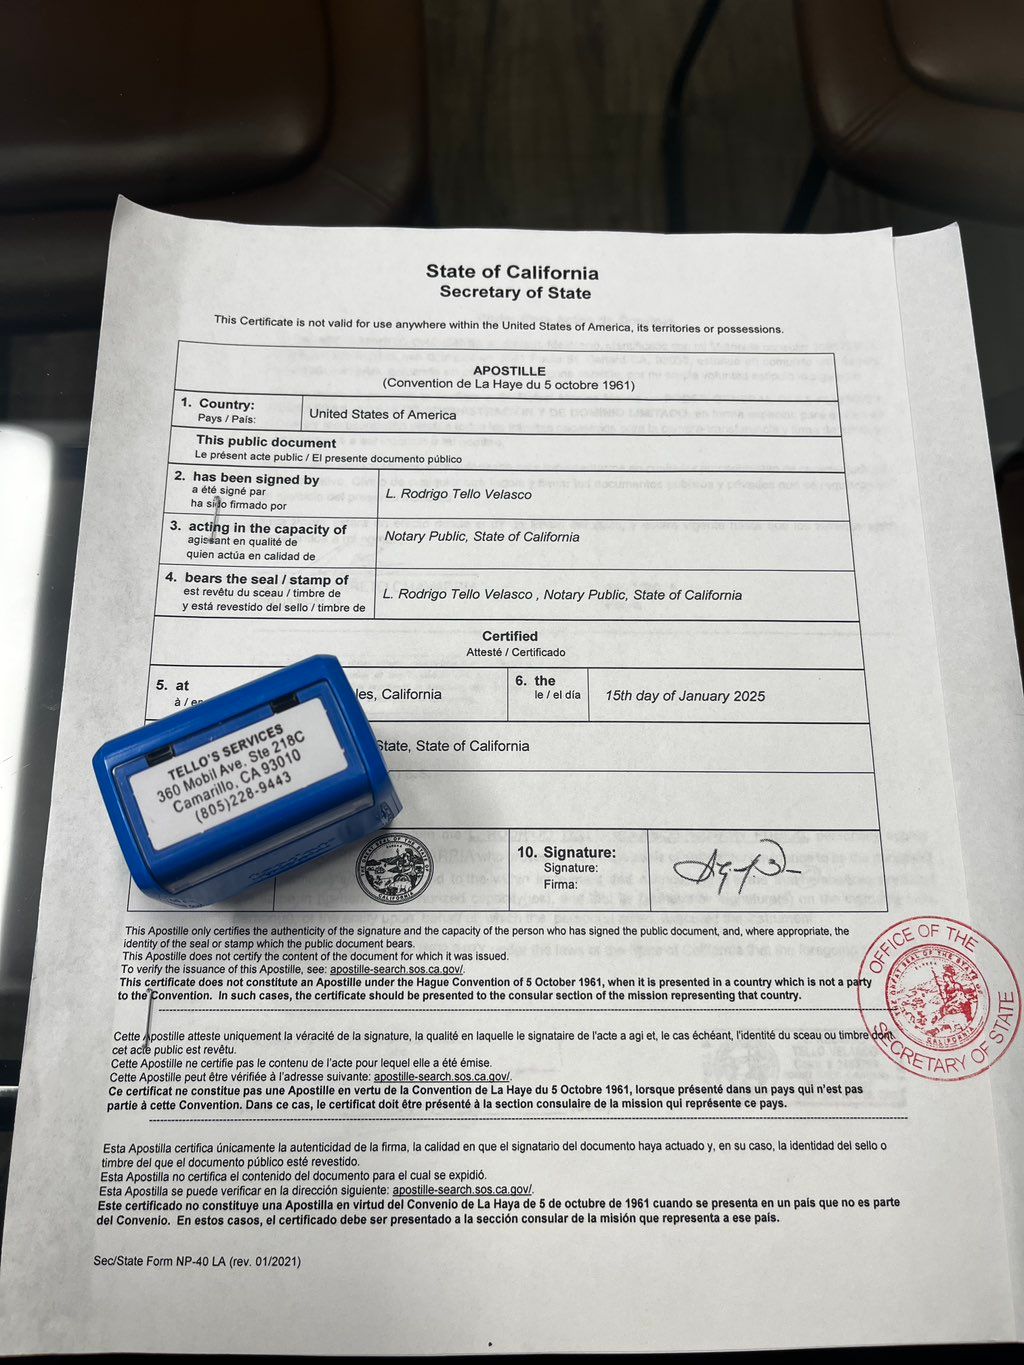 State of California
Secretary of State
This Certificate is not valid for use anywhere within the United States of America, its territories or possessions.
APOSTILLE
(Convention de La Haye du 5 octobre 1961)
1. Country:
Pays / País:
United States of America
This public document
Le présent acte public / El presente documento público
2. has been signed by
a été signé par
ha sido firmado por
L. Rodrigo Tello Velasco
3. acting in the capacity of
agissant en qualité de
quien actúa en calidad de
Notary Public, State of California
4. bears the seal / stamp of
est revêtu du sceau / timbre de
y está revestido del sello / timbre de
L. Rodrigo Tello Velasco , Notary Public, State of California
Certified
Attesté / Certificado
5. at
à / en
les, California
6. the
le / el día
15th day of January 2025
State, State of California
TELLO'S SERVICES
360 Mobil Ave. Ste 218C
Camarillo, CA 93010
(805)228-9443
THE GREAT SEAL OF THE STATE OF
CALIFORNIA
10. Signature:
Signature:
Firma:
This Apostille only certifies the authenticity of the signature and the capacity of the person who has signed the public document, and, where appropriate, the
identity of the seal or stamp which the public document bears.
This Apostille does not certify the content of the document for which it was issued.
To verify the issuance of this Apostille, see: apostille-search.sos.ca.gov/.
This certificate does not constitute an Apostille under the Hague Convention of 5 October 1961, when it is presented in a country which is not a party
to the Convention. In such cases, the certificate should be presented to the consular section of the mission representing that country.
OFFICE OF THE
SECRETARY OF STATE
THE GREAT SEAL OF THE STATE OF
CALIFORNIA
Cette Apostille atteste uniquement la véracité de la signature, la qualité en laquelle le signataire de l'acte a agi et, le cas échéant, l'identité du sceau ou timbre dont
cet acte public est revêtu.
Cette Apostille ne certifie pas le contenu de l'acte pour lequel elle a été émise.
Cette Apostille peut être vérifiée à l'adresse suivante: apostille-search.sos.ca.gov/.
Ce certificat ne constitue pas une Apostille en vertu du Convention de La Haye du 5 Octobre 1961, lorsque présenté dans un pays qui n'est pas
partie à cette Convention. Dans ce cas, le certificat doit être présenté à la section consulaire de la mission qui représente ce pays.
Esta Apostilla certifica únicamente la autenticidad de la firma, la calidad en que el signatario del documento haya actuado y, en su caso, la identidad del sello o
timbre del que el documento público esté revestido.
Esta Apostilla no certifica el contenido del documento para el cual se expidió.
Esta Apostilla se puede verificar en la dirección siguiente: apostille-search.sos.ca.gov/.
Este certificado no constituye una Apostilla en virtud del Convenio de La Haya de 5 de octubre de 1961 cuando se presenta en un país que no es parte
del Convenio. En estos casos, el certificado debe ser presentado a la sección consular de la misión que representa a ese país.
Sec/State Form NP-40 LA (rev. 01/2021)